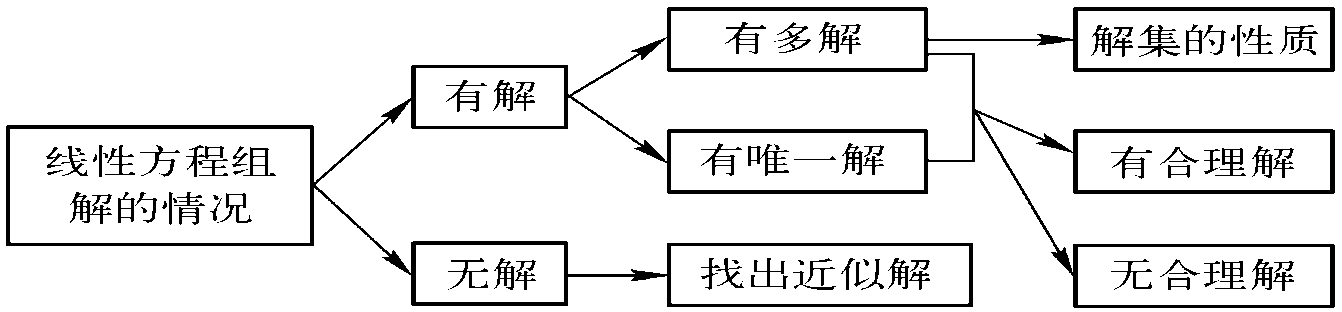 线性方程组
解的情况
有解
无解
有多解
有唯一解
找出近似解
解集的性质
有合理解
无合理解